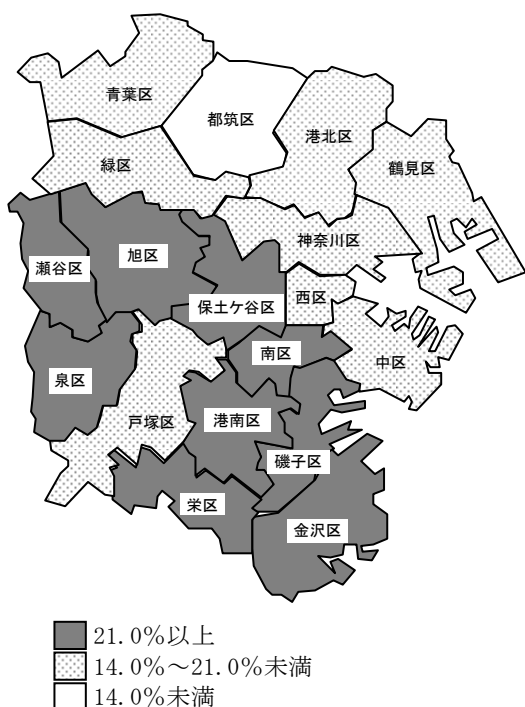 青葉区
都筑区
港北区
鶴見区
緑区
神奈川区
旭区
瀬谷区
保土ケ谷区
西区
南区
中区
泉区
戸塚区
港南区
磯子区
栄区
金沢区
21.0%以上
14.0%~21.0%未満
14.0%未満